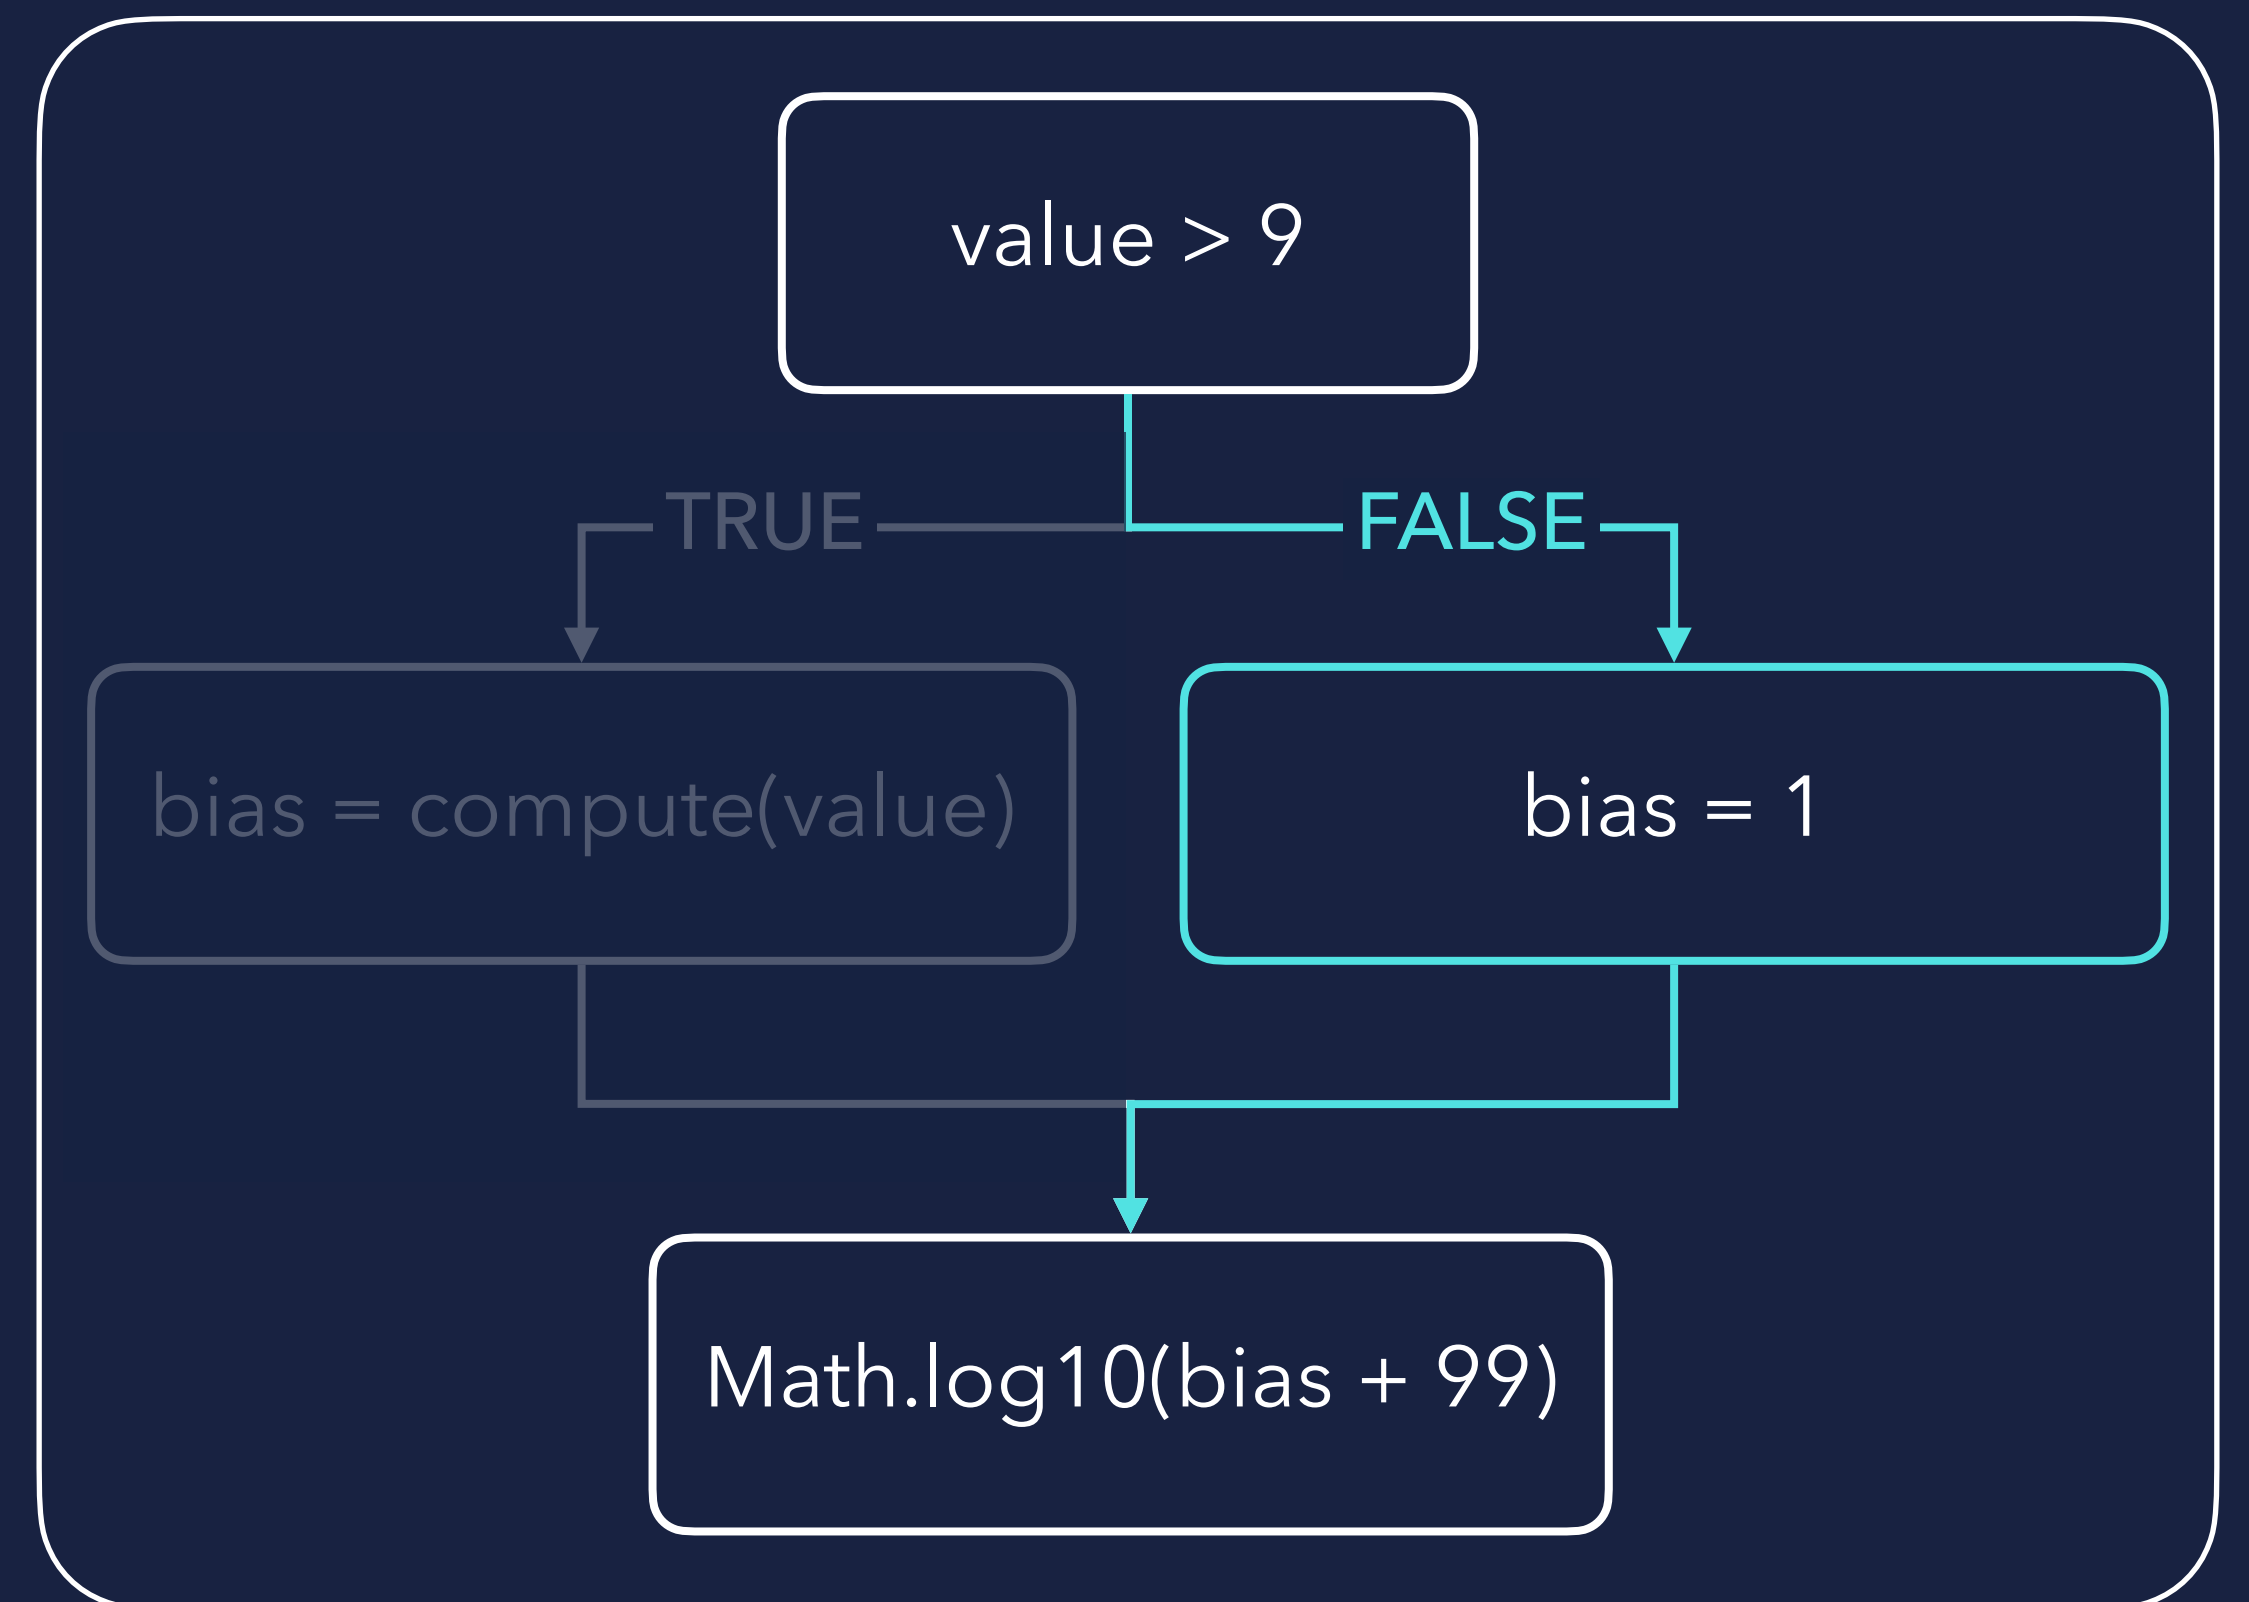 value > 9
TRUE
FALSE
bias = compute(value)
bias = 1
Math.log10(bias + 99)